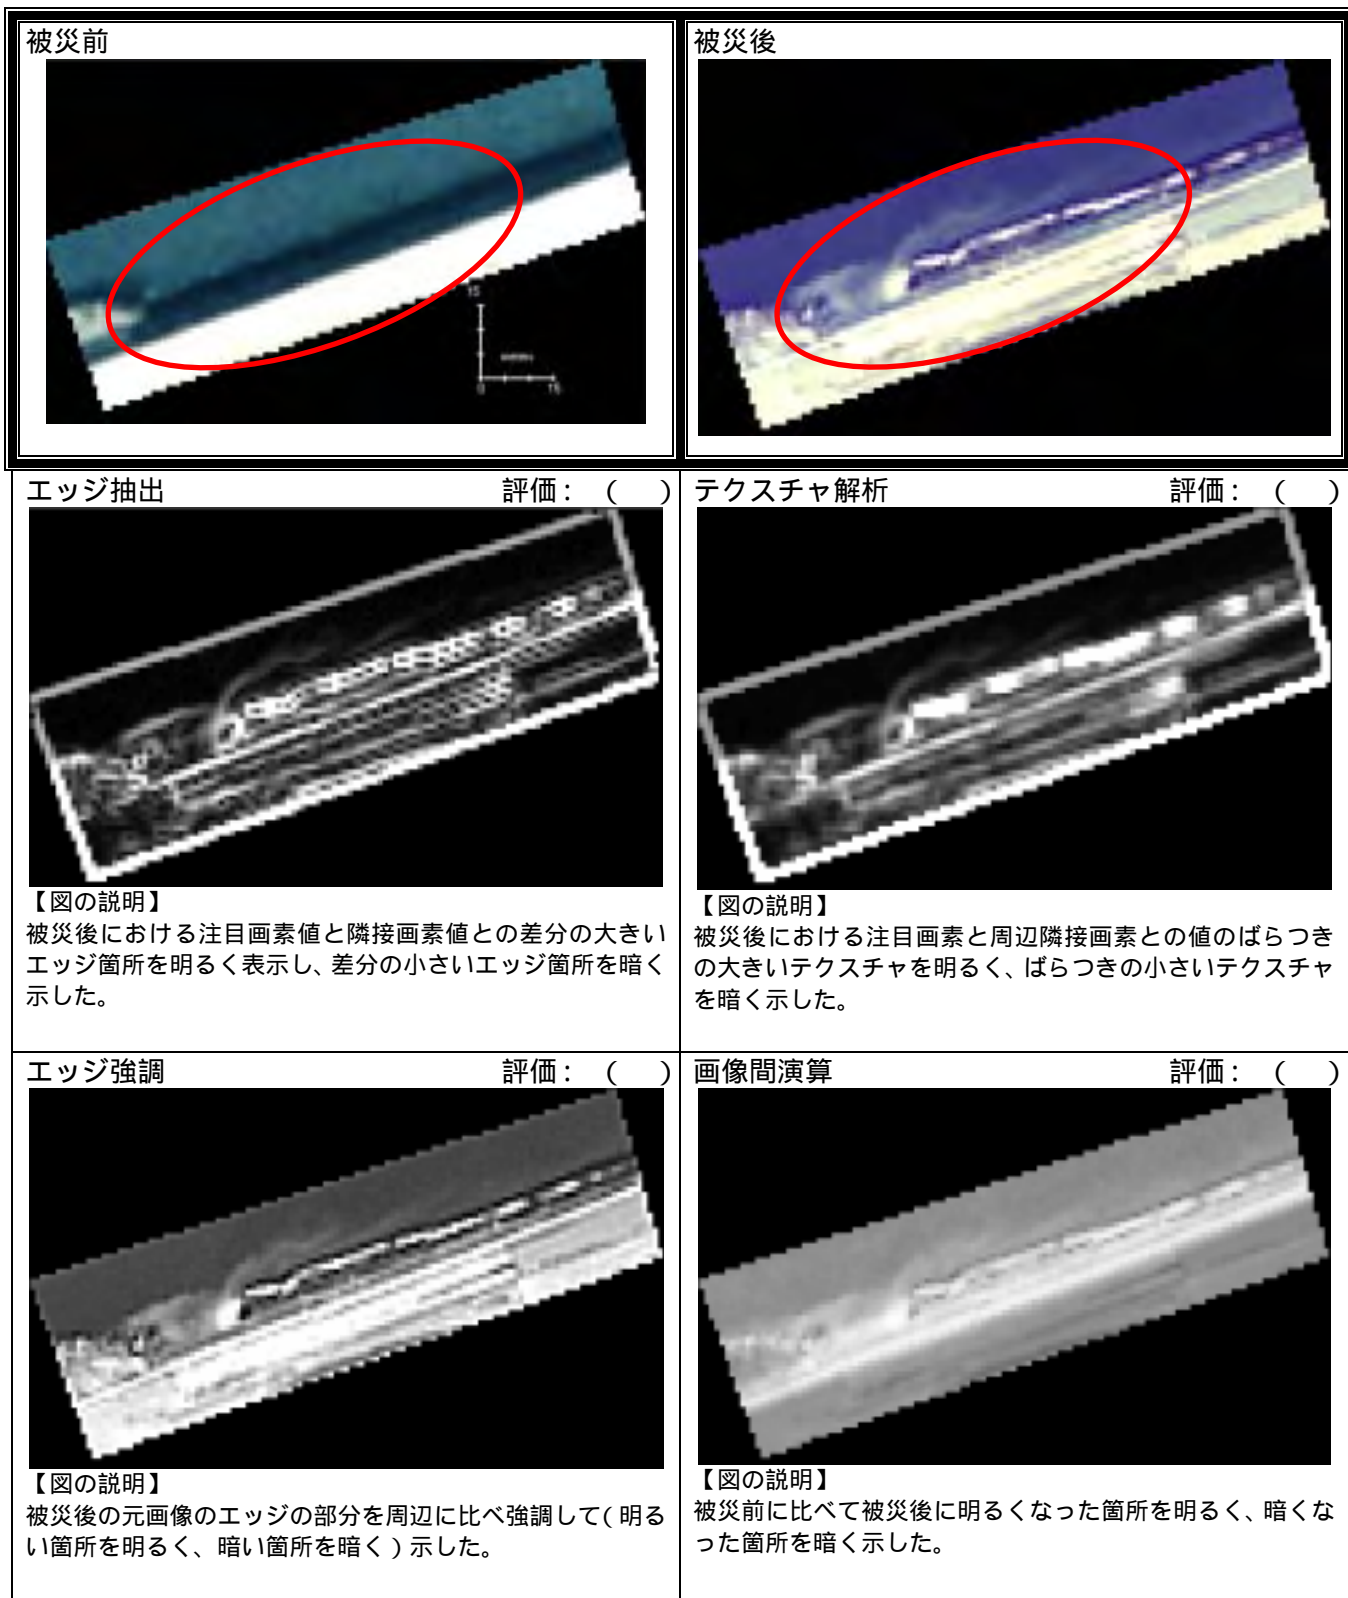 被災前
被災後
15
0 15
エッジ抽出 評価： （ ）
テクスチャ解析 評価： （ ）
【図の説明】
被災後における注目画素値と隣接画素値との差分の大きい
エッジ箇所を明るく表示し、差分の小さいエッジ箇所を暗く
示した。
【図の説明】
被災後における注目画素と周辺隣接画素との値のばらつき
の大きいテクスチャを明るく、ばらつきの小さいテクスチャ
を暗く示した。
エッジ強調 評価： （ ）
画像間演算 評価： （ ）
【図の説明】
被災後の元画像のエッジの部分を周辺に比べ強調して（明る
い箇所を明るく、暗い箇所を暗く）示した。
【図の説明】
被災前に比べて被災後に明るくなった箇所を明るく、暗くな
った箇所を暗く示した。